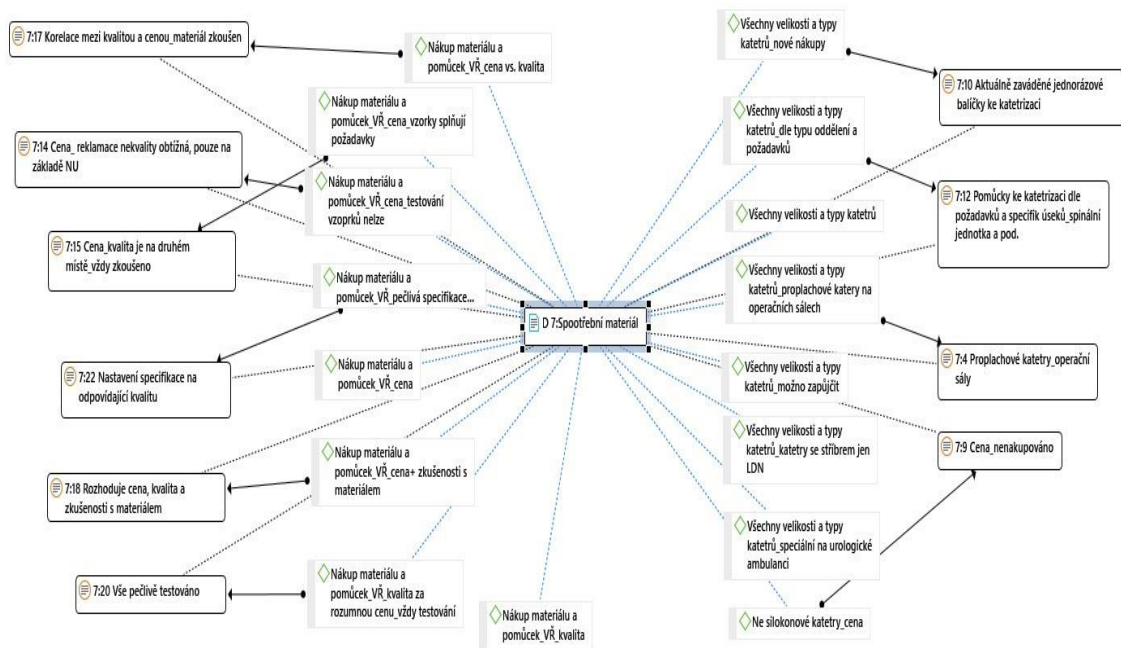 7:17 Korelace mezi kvalitou a cenou_materiál zkoušen
Nákup materiálu a
pomůcek_VŘ_cena vs. kvalita
Nákup materiálu a
pomůcek_VŘ_cena_vzorky splňují
požadavky
7:14 Cena_ reklamace nekvality obtížná, pouze na
základě NU
Nákup materiálu a
pomůcek_VŘ_cena_testování
vzoprků nelze
7:15 Cena_kvalita je na druhém
místě_vždy zkoušeno
Nákup materiálu a
pomůcek_VŘ_pečlivá specifikace...
7:22 Nastavení specifikace na
odpovídající kvalitu
Nákup materiálu a
pomůcek_VŘ_cena
Nákup materiálu a
pomůcek_VŘ_cena+ zkušenosti s
materiálem
7:18 Rozhoduje cena, kvalita a
zkušenosti s materiálem
7:20 Vše pečlivě testováno
Nákup materiálu a
pomůcek_VŘ_kvalita za
rozumnou cenu_vždy testování
Nákup materiálu a
pomůcek_VŘ_kvalita
D 7:Spootřební materiál
Všechny velikosti a typy
katetrů_nové nákupy
7:10 Aktuálně zaváděné jednorázové
balíčky ke katetrizaci
Všechny velikosti a typy
katetrů_dle typu oddělení a
požadavků
7:12 Pomůcky ke katetrizaci dle
požadavků a specifik úseků_spinální
jednotka a pod.
Všechny velikosti a typy katetrů
Všechny velikosti a typy
katetrů_proplachové katery na
operačních sálech
7:4 Proplachové katetry_operační
sály
Všechny velikosti a typy
katetrů_možno zapůjčit
Všechny velikosti a typy
katetrů_katetry se stříbrem jen
LDN
7:9 Cena_nenakupováno
Všechny velikosti a typy
katetrů_speciální na urologické
ambulanci
Ne silokonové katetry_cena